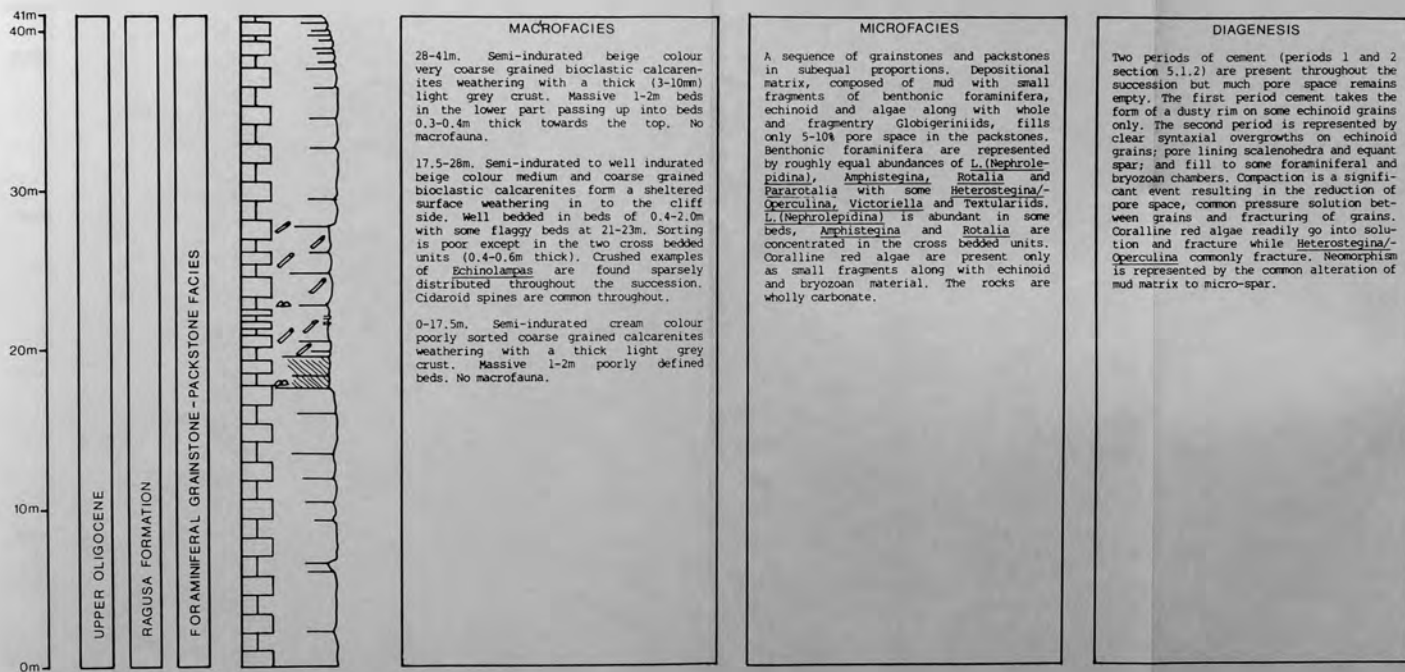 41m
40m
30m
20m
10m
0m
UPPER OLIGOCENE
RAGUSA FORMATION
FORAMINIFERAL GRAINSTONE - PACKSTONE FACIES
MACROFACIES
28-41m. Semi-indurated beige colour
very coarse grained bioclastic calcaren-
ites weathering with a thick (3-10mm)
light grey crust. Massive 1-2m beds
in the lower part passing up into beds
0.3-0.4m thick towards the top. No
macrofauna.
17.5-28m. Semi-indurated to well indurated
beige colour medium and coarse grained
bioclastic calcarenites form a sheltered
surface weathering in to the cliff
side. Well bedded in beds of 0.4-2.0m
with some flaggy beds at 21-23m. Sorting
is poor except in the two cross bedded
units (0.4-0.6m thick). Crushed examples
of Echinolampas are found sparsely
distributed throughout the succession.
Cidaroid spines are common throughout.
0-17.5m. Semi-indurated cream colour
poorly sorted coarse grained calcarenites
weathering with a thick light grey
crust. Massive 1-2m poorly defined
beds. No macrofauna.
MICROFACIES
A sequence of grainstones and packstones
in subequal proportions. Depositional
matrix, composed of mud with small
fragments of benthonic foraminifera,
echinoid and algae along with whole
and fragmentry Globigeriniids, fills
only 5-10% pore space in the packstones.
Benthonic foraminifera are represented
by roughly equal abundances of L.(Nephrole-
pidina), Amphistegina, Rotalia and
Pararotalia with some Heterostegina/-
Operculina, Victoriella and Textulariids.
L.(Nephrolepidina) is abundant in some
beds, Amphistegina and Rotalia are
concentrated in the cross bedded units.
Coralline red algae are present only
as small fragments along with echinoid
and bryozoan material. The rocks are
wholly carbonate.
DIAGENESIS
Two periods of cement (periods 1 and 2
section 5.1.2) are present throughout the
succession but much pore space remains
empty. The first period cement takes the
form of a dusty rim on some echinoid grains
only. The second period is represented by
clear syntaxial overgrowths on echinoid
grains; pore lining scalenohedra and equant
spar; and fill to some foraminiferal and
bryozoan chambers. Compaction is a signifi-
cant event resulting in the reduction of
pore space, common pressure solution bet-
ween grains and fracturing of grains.
Coralline red algae readily go into solu-
tion and fracture while Heterostegina/-
Operculina commonly fracture. Neomorphism
is represented by the common alteration of
mud matrix to micro-spar.